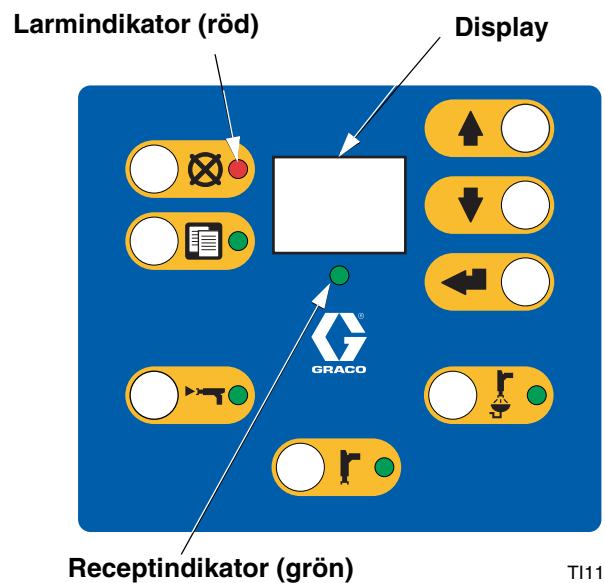 Larmindikator (röd)
Display
®
GRACO
Receptindikator (grön)
TI11